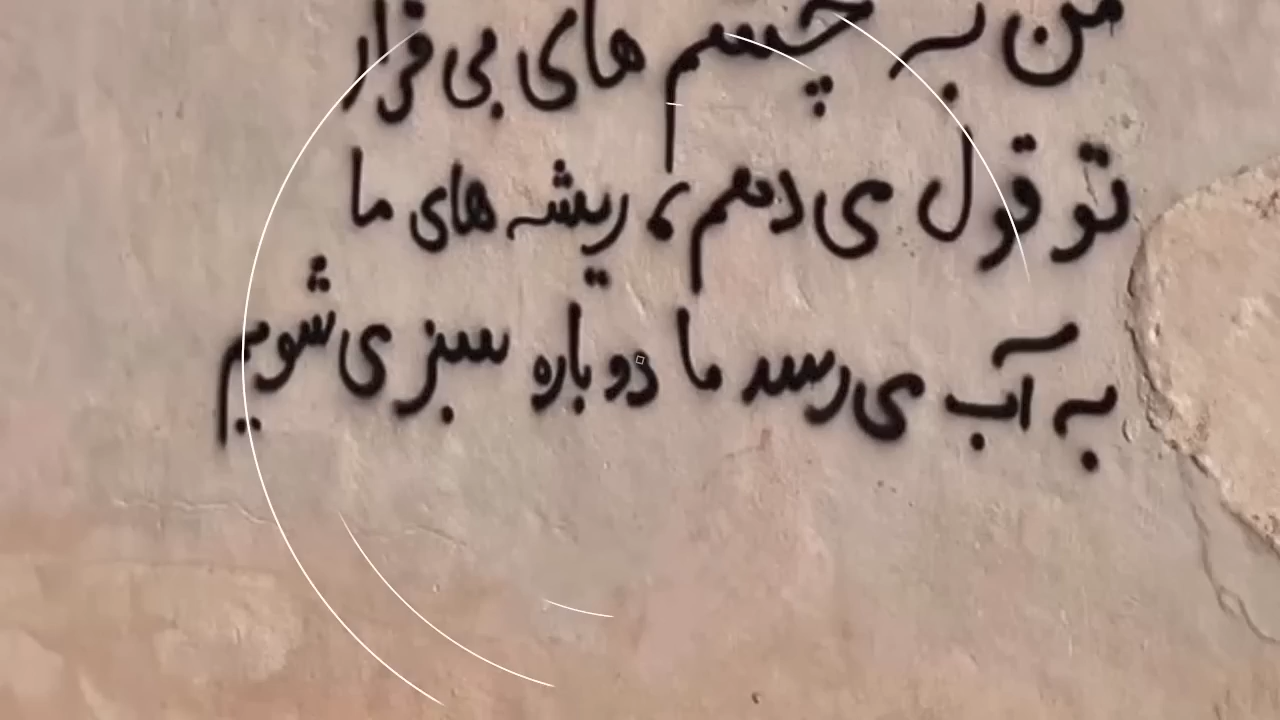 من به چشم های بی قرار
تو قول می دهم، ریشه های ما
به آب می رسد ما دوباره سبز می شویم